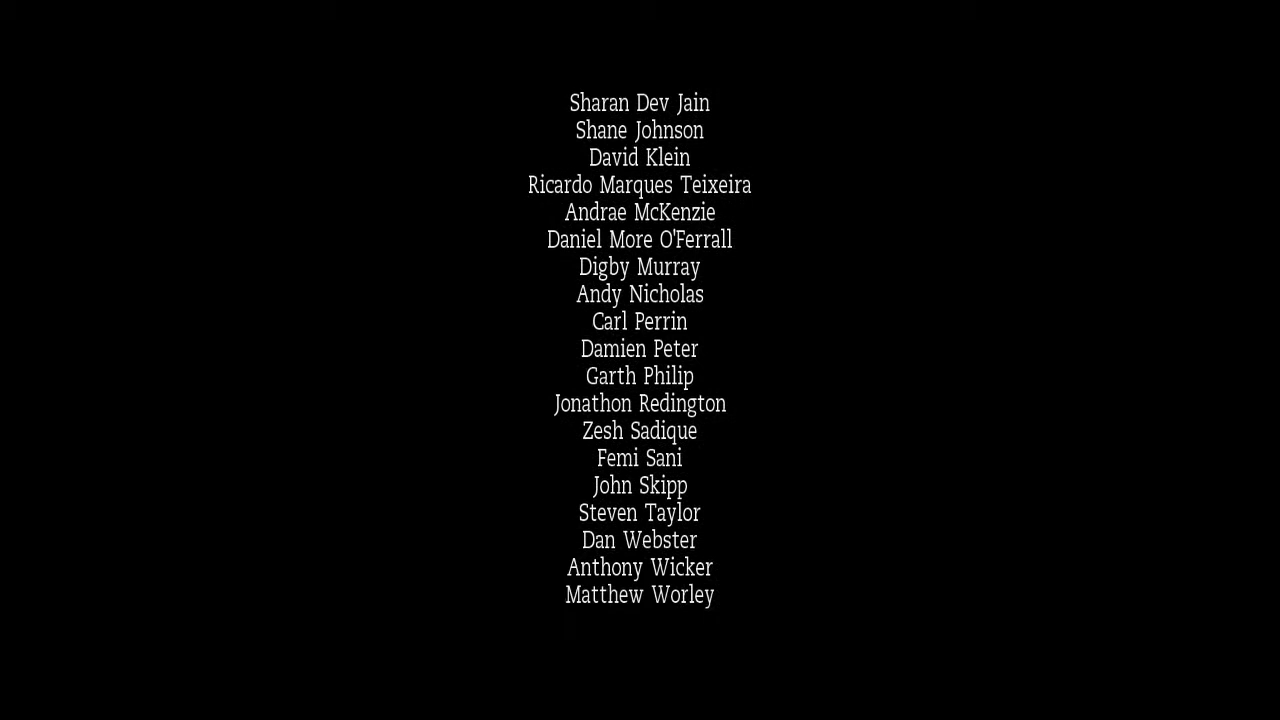 Sharan Dev Jain
Shane Johnson
David Klein
Ricardo Marques Teixeira
Andrae McKenzie
Daniel More O'Ferrall
Digby Murray
Andy Nicholas
Carl Perrin
Damien Peter
Garth Philip
Jonathon Redington
Zesh Sadique
Femi Sani
John Skipp
Steven Taylor
Dan Webster
Anthony Wicker
Matthew Worley